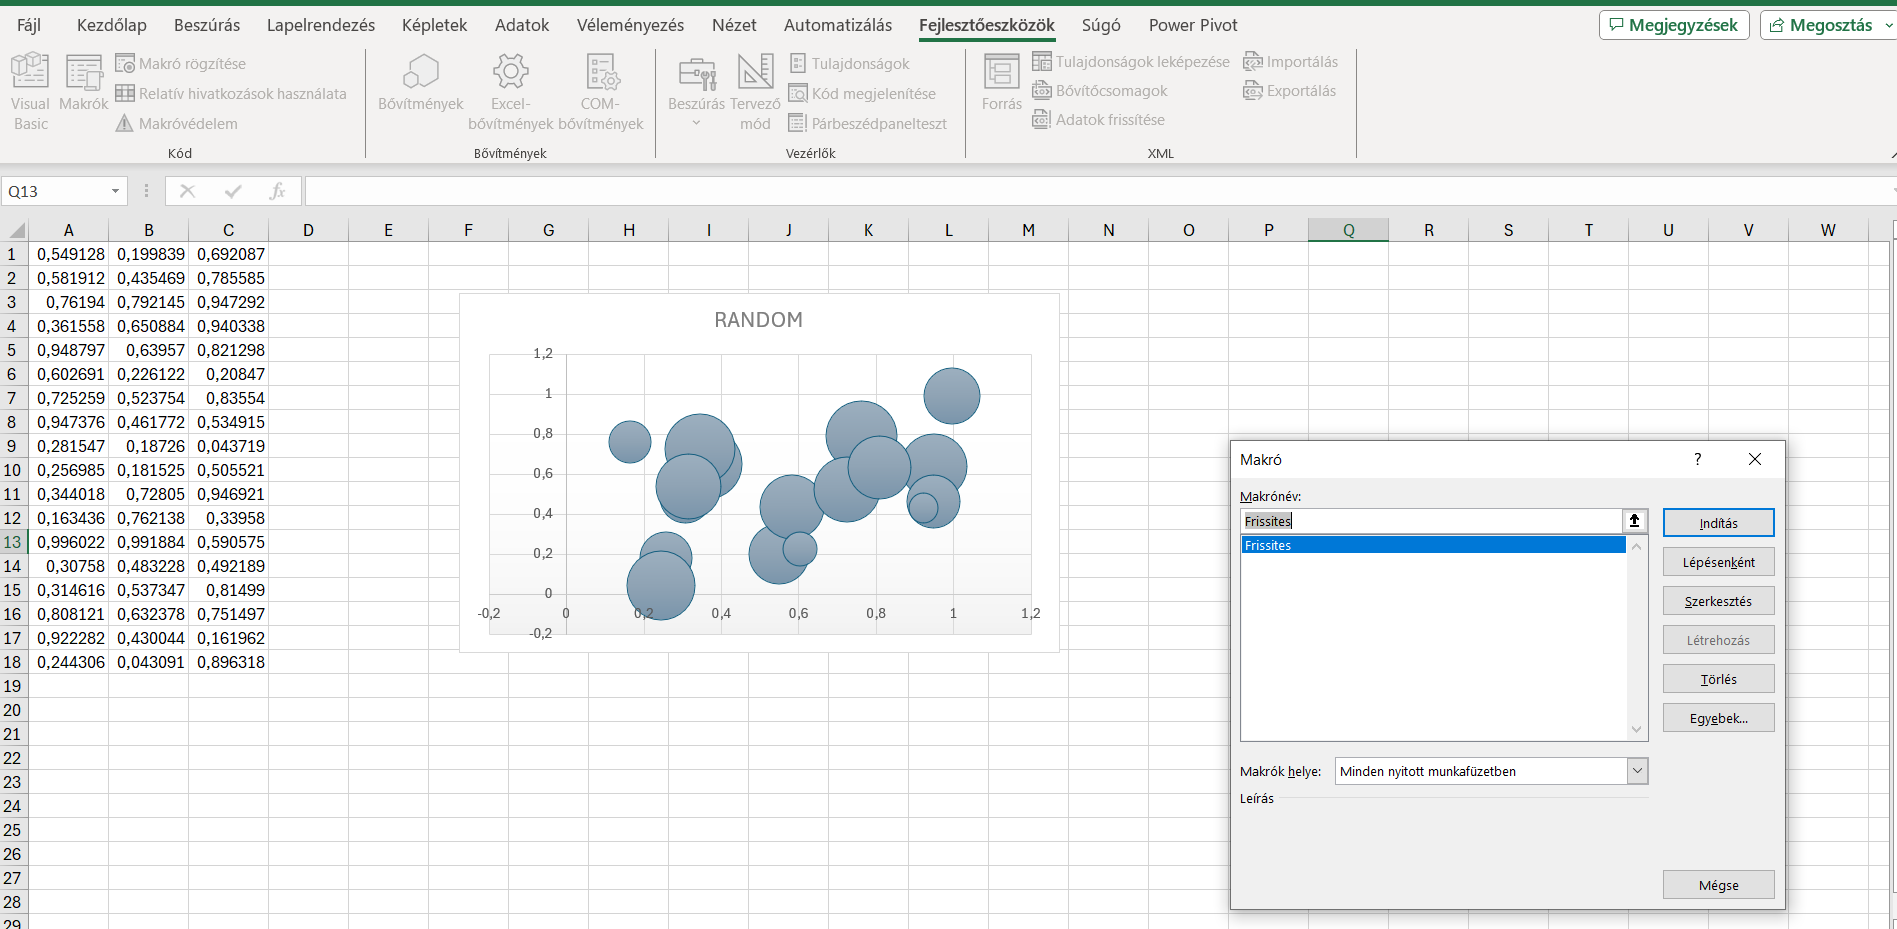 Fájl Kezdőlap Beszúrás Lapelrendezés Képletek Adatok Véleményezés Nézet Automatizálás Fejlesztőeszközök Súgó Power Pivot Megjegyzések Megosztás
Visual Basic
Makrók
Makró rögzítése
Relatív hivatkozások használata
Makróvédelem
Kód
Bővítmények
Excel-bővítmények
COM-bővítmények
Bővítmények
Beszúrás
Tervező mód
Tulajdonságok
Kód megjelenítése
Párbeszédpanelteszt
Vezérlők
Forrás
Tulajdonságok leképezése
Bővítőcsomagok
Adatok frissítése
Importálás
Exportálás
XML
Q13 fx
A B C D E F G H I J K L M N O P Q R S T U V W
1 0,549128 0,199839 0,692087
2 0,581912 0,435469 0,785585
3 0,76194 0,792145 0,947292
4 0,361558 0,650884 0,940338
5 0,948797 0,63957 0,821298
6 0,602691 0,226122 0,20847
7 0,725259 0,523754 0,83554
8 0,947376 0,461772 0,534915
9 0,281547 0,18726 0,043719
10 0,256985 0,181525 0,505521
11 0,344018 0,72805 0,946921
12 0,163436 0,762138 0,33958
13 0,996022 0,991884 0,590575
14 0,30758 0,483228 0,492189
15 0,314616 0,537347 0,81499
16 0,808121 0,632378 0,751497
17 0,922282 0,430044 0,161962
18 0,244306 0,043091 0,896318
19
20
21
22
23
24
25
26
27
28
29
RANDOM
1,2
1
0,8
0,6
0,4
0,2
0
-0,2
-0,2 0 0,2 0,4 0,6 0,8 1 1,2
Makró ?
Makrónév:
Frissites
Frissites
Indítás
Lépésenként
Szerkesztés
Létrehozás
Törlés
Egyebek...
Makrók helye: Minden nyitott munkafüzetben
Leírás
Mégse